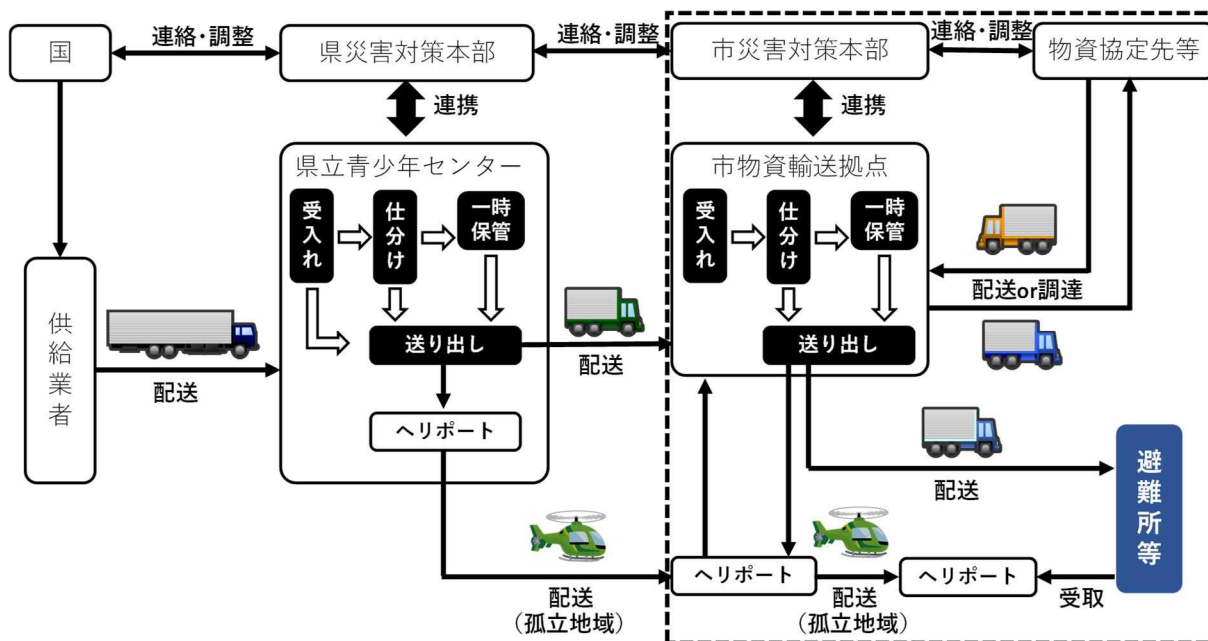 国
連絡・調整
県災害対策本部
連絡・調整
市災害対策本部
連絡・調整
物資協定先等
連携
連携
県立青少年センター
受入れ
仕分け
一時
保管
送り出し
ヘリポート
市物資輸送拠点
受入れ
仕分け
一時
保管
送り出し
供給業者
配送
配送
配送or調達
配送
避難所等
ヘリポート
ヘリポート
受取
配送
（孤立地域）
配送
（孤立地域）